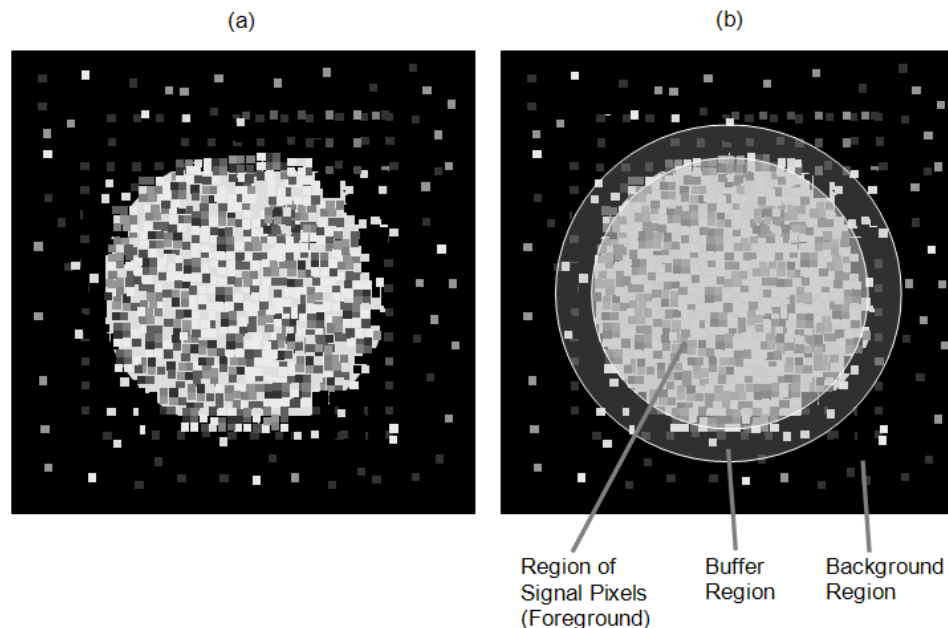 (a)
(b)
Region of
Signal Pixels
(Foreground)
Buffer
Region
Background
Region